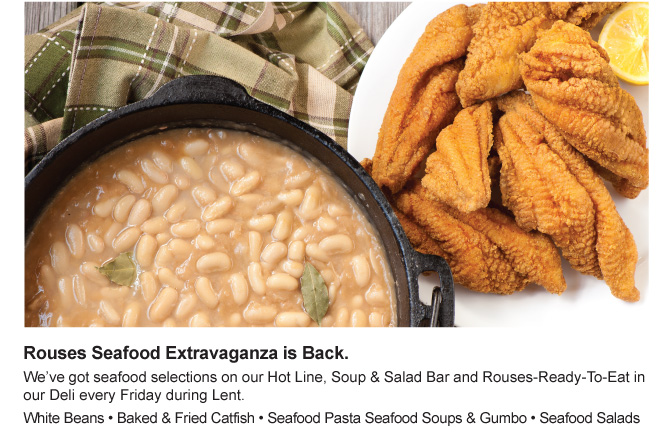 Rouses Seafood Extravaganza is Back.
We've got seafood selections on our Hot Line, Soup & Salad Bar and Rouses-Ready-To-Eat in
our Deli every Friday during Lent.
White Beans • Baked & Fried Catfish • Seafood Pasta Seafood Soups & Gumbo • Seafood Salads